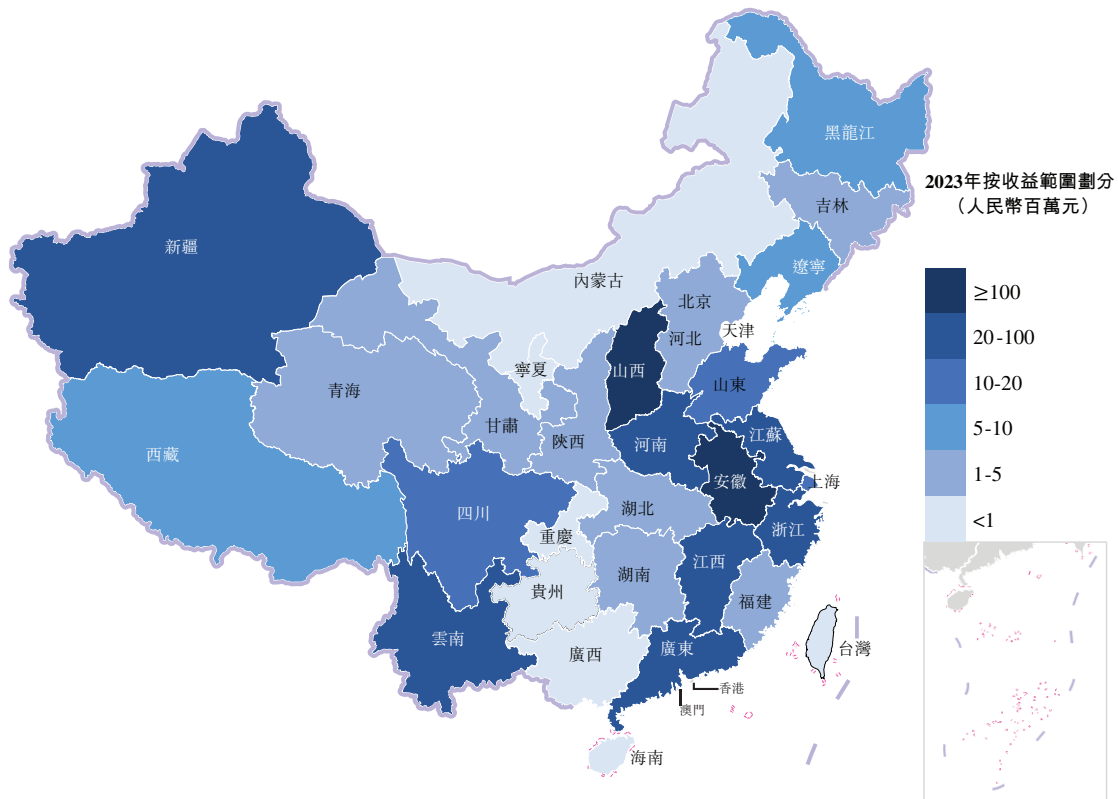 黑龍江
2023年按收益範圍劃分
（人民幣百萬元）
吉林
新疆
遼寧
內蒙古
≥100
北京
天津
20-100
河北
寧夏
山西
山東
10-20
青海
甘肅
陝西
河南
江蘇
5-10
西藏
安徽
上海
1-5
四川
湖北
重慶
浙江
<1
江西
湖南
貴州
福建
雲南
廣西
廣東
台灣
香港
澳門
海南